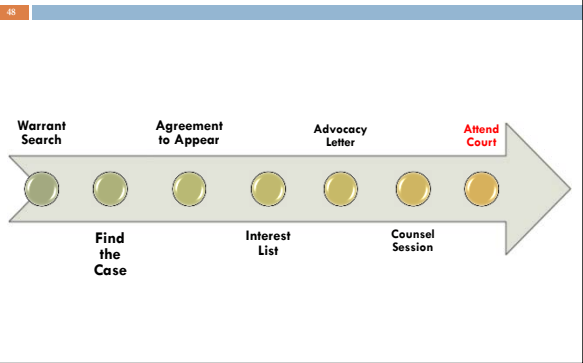 48
Warrant
Search
Find
the
Case
Agreement
to Appear
Interest
List
Advocacy
Letter
Counsel
Session
Attend
Court